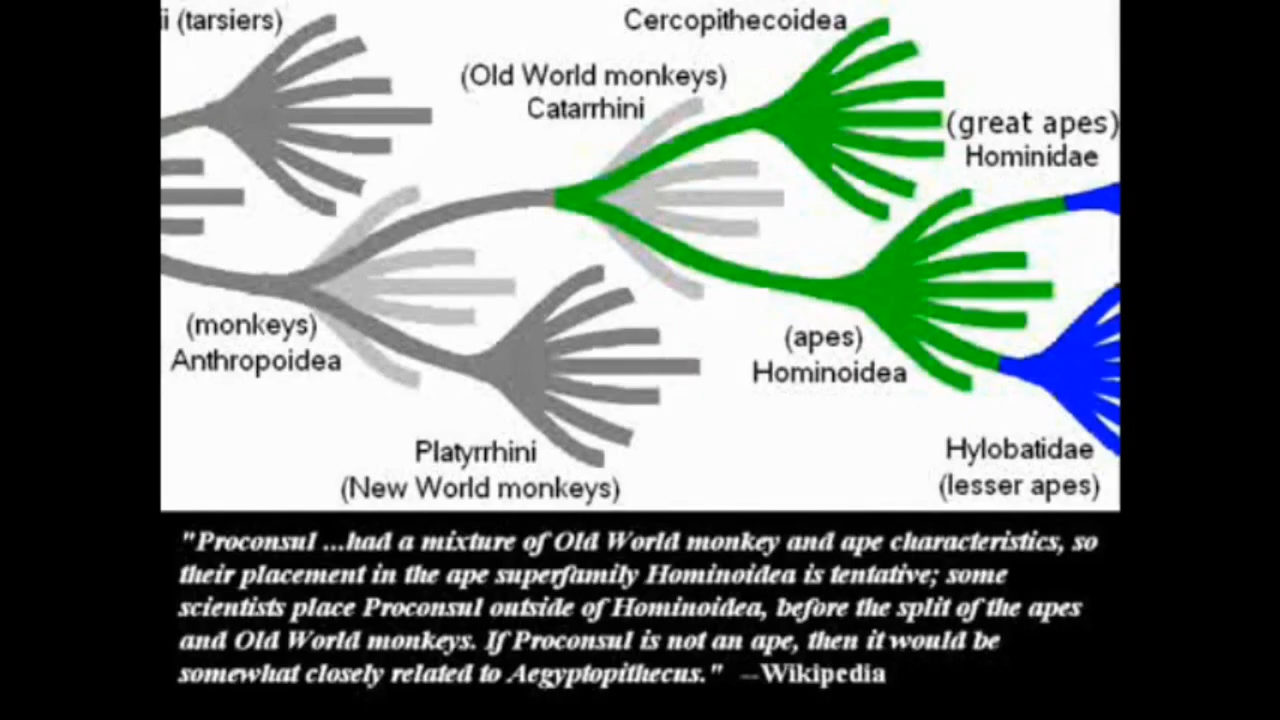 ii (tarsiers)
Cercopithecoidea
(Old World monkeys)
Catarrhini
(great apes)
Hominidae
(monkeys)
Anthropoidea
(apes)
Hominoidea
Platyrrhini
(New World monkeys)
Hylobatidae
(lesser apes)
"Proconsul ...had a mixture of Old World monkey and ape characteristics, so
their placement in the ape superfamily Hominoidea is tentative; some
scientists place Proconsul outside of Hominoidea, before the split of the apes
and Old World monkeys. If Proconsul is not an ape, then it would be
somewhat closely related to Aegyptopithecus." --Wikipedia